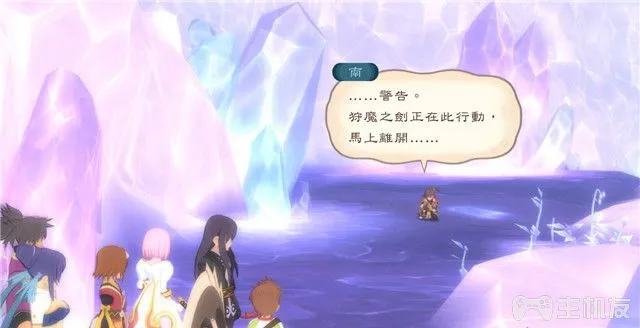 南
……警告。
狩魔之劍正在此行動，
馬上離開……
主机友